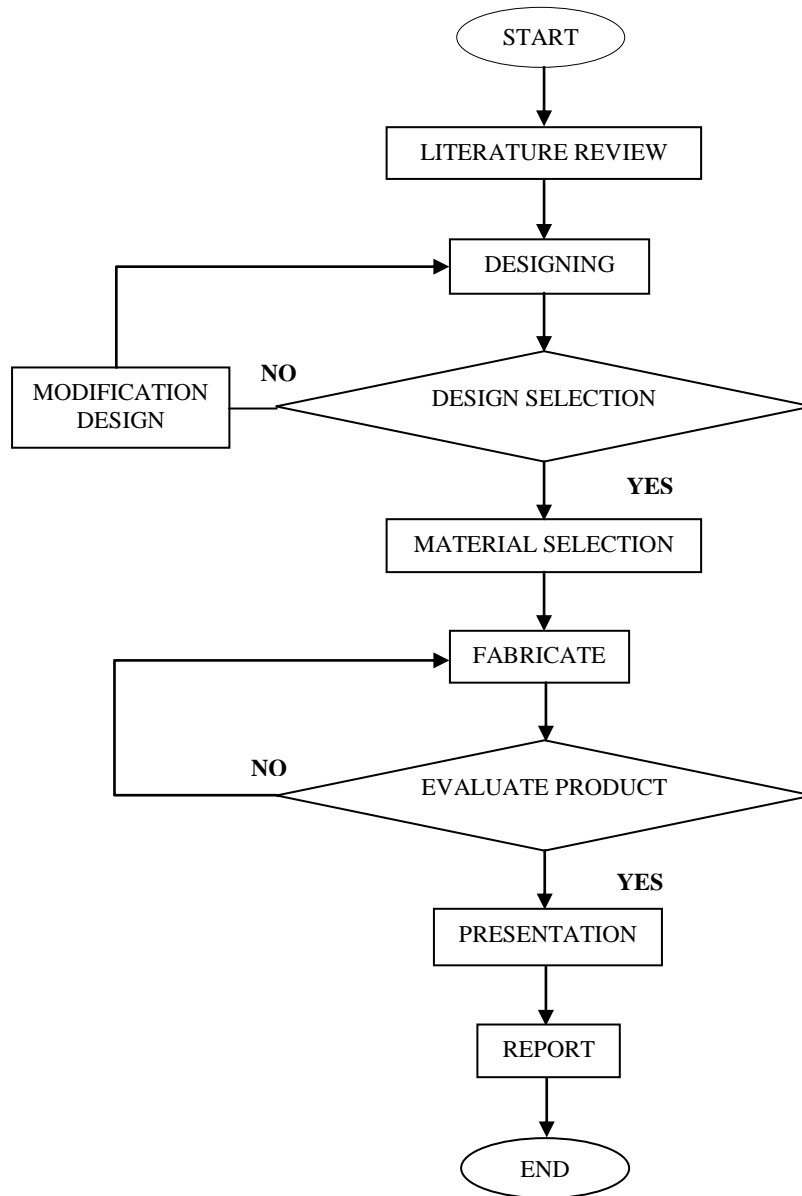 START
LITERATURE REVIEW
DESIGNING
NO
MODIFICATION
DESIGN
DESIGN SELECTION
YES
MATERIAL SELECTION
FABRICATE
NO
EVALUATE PRODUCT
YES
PRESENTATION
REPORT
END